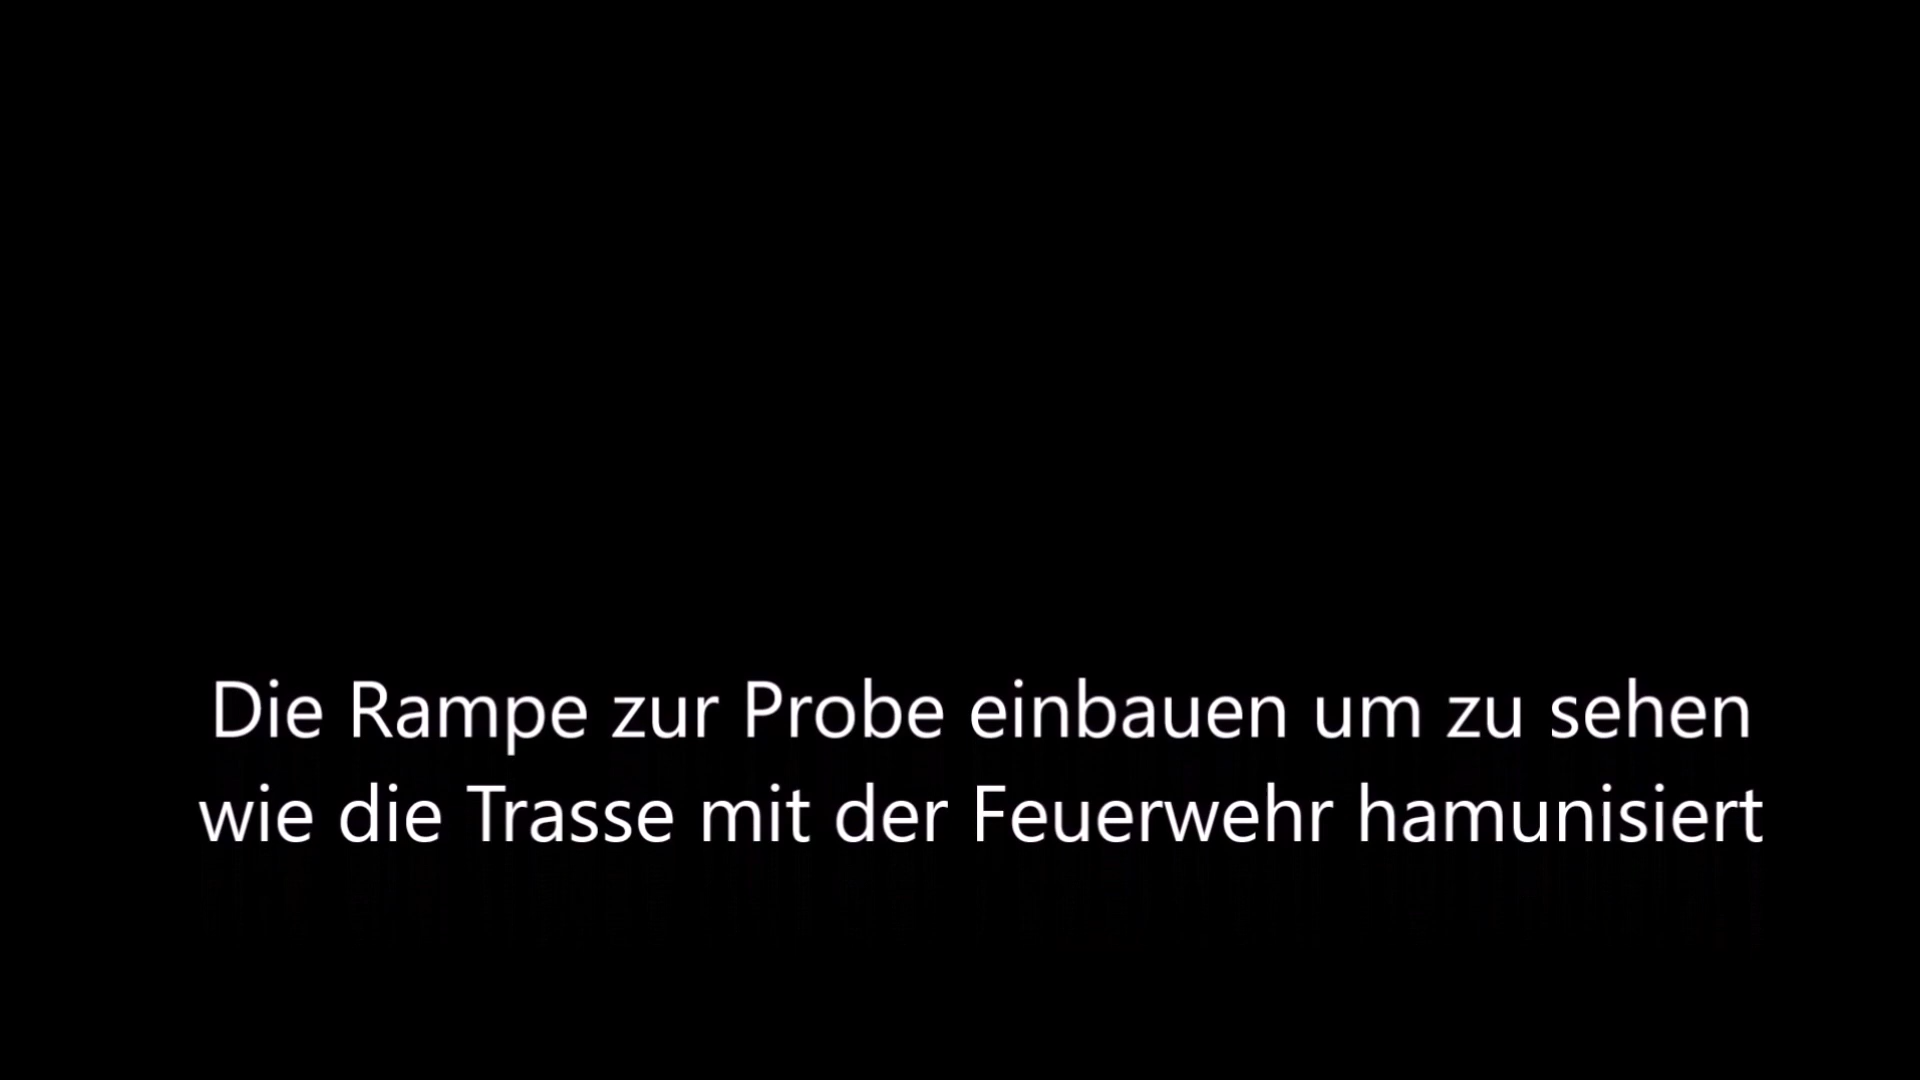 Die Rampe zur Probe einbauen um zu sehen
wie die Trasse mit der Feuerwehr hamunisiert